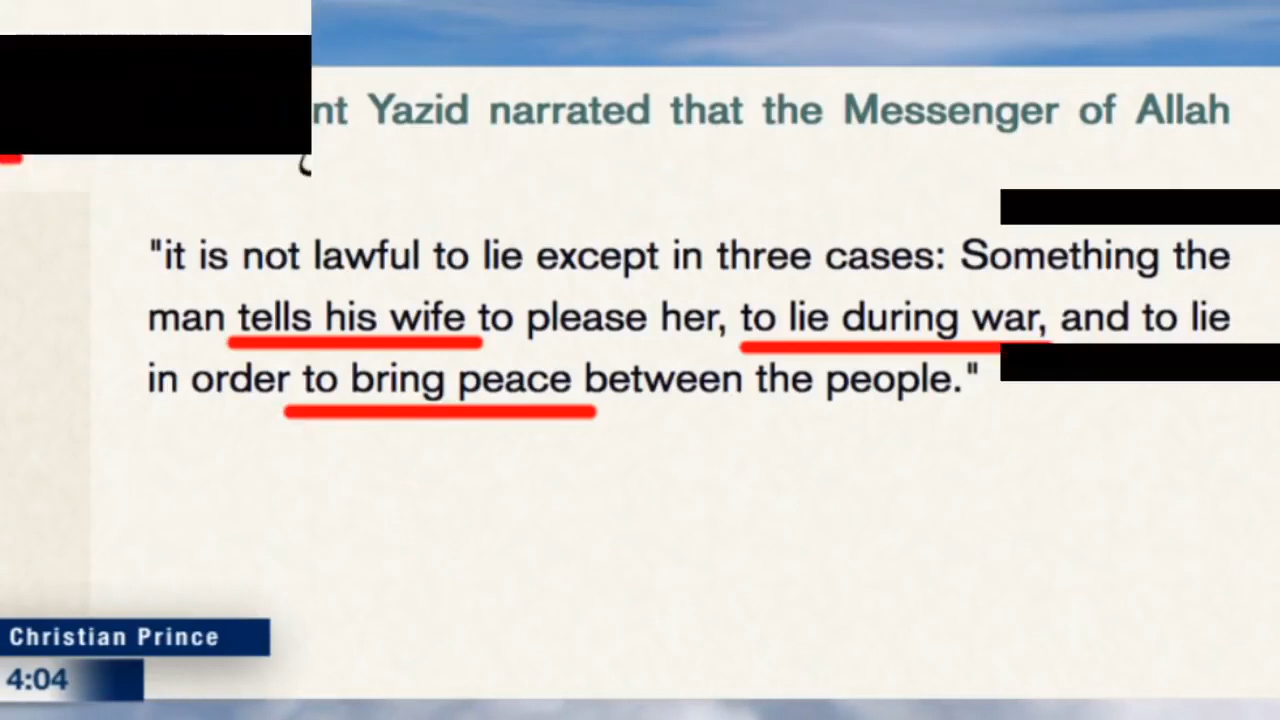 nt Yazid narrated that the Messenger of Allah
"it is not lawful to lie except in three cases: Something the
man tells his wife to please her, to lie during war, and to lie
in order to bring peace between the people."
Christian Prince
4:04